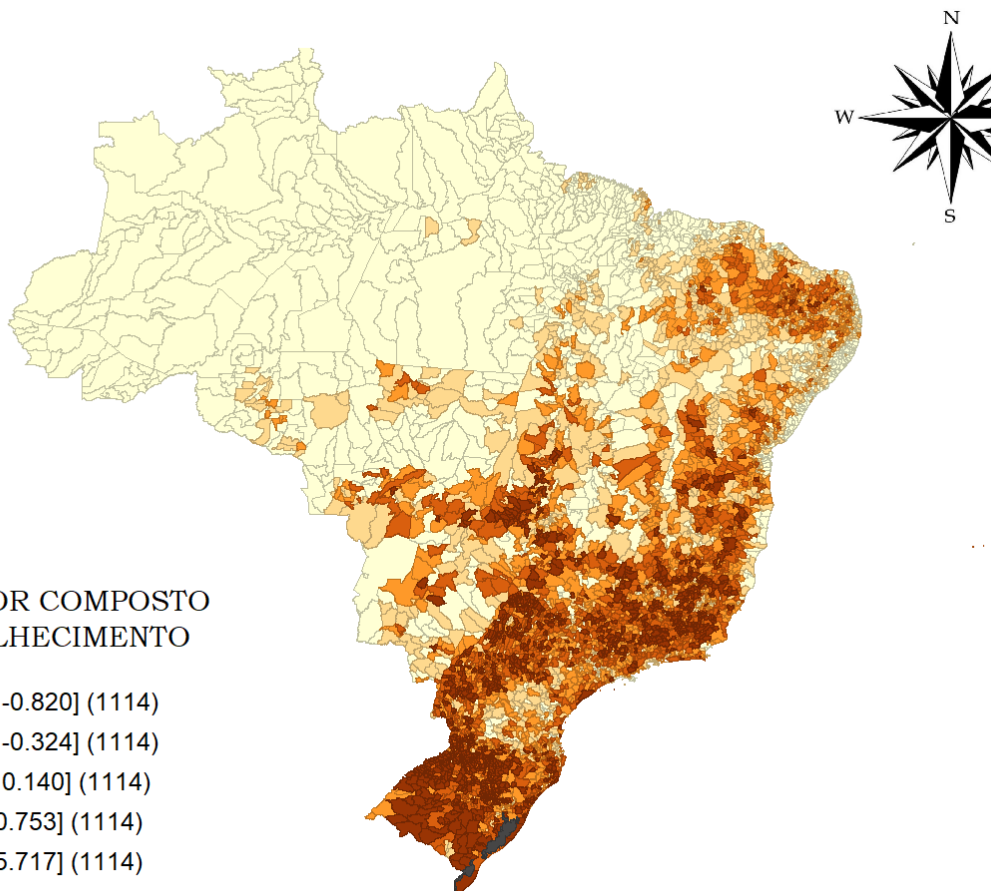 N
W
S
OR COMPOSTO
LHECIMENTO
-0.820] (1114)
-0.324] (1114)
0.140] (1114)
0.753] (1114)
5.717] (1114)